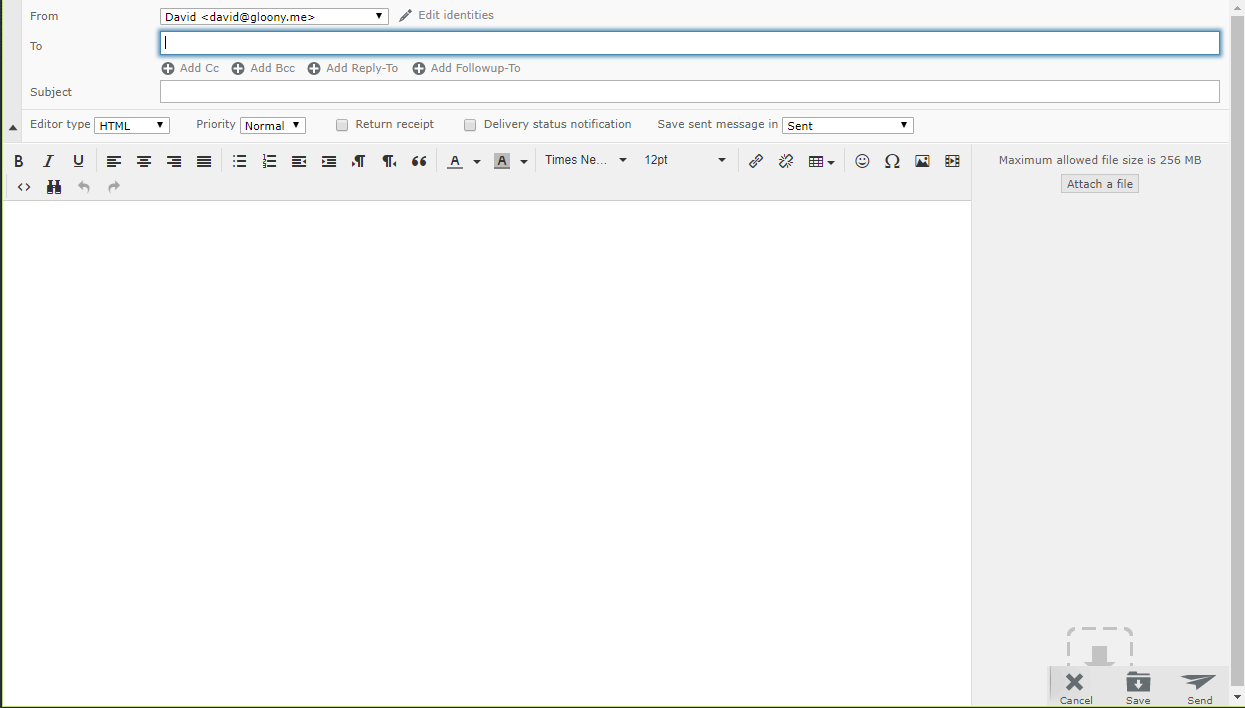 From David <david@gloony.me> Edit identities
To
Add Cc Add Bcc Add Reply-To Add Followup-To
Subject
Editor type HTML Priority Normal Return receipt Delivery status notification Save sent message in Sent
B I U A A Times Ne... 12pt Ω Maximum allowed file size is 256 MB
Attach a file
Cancel Save Send